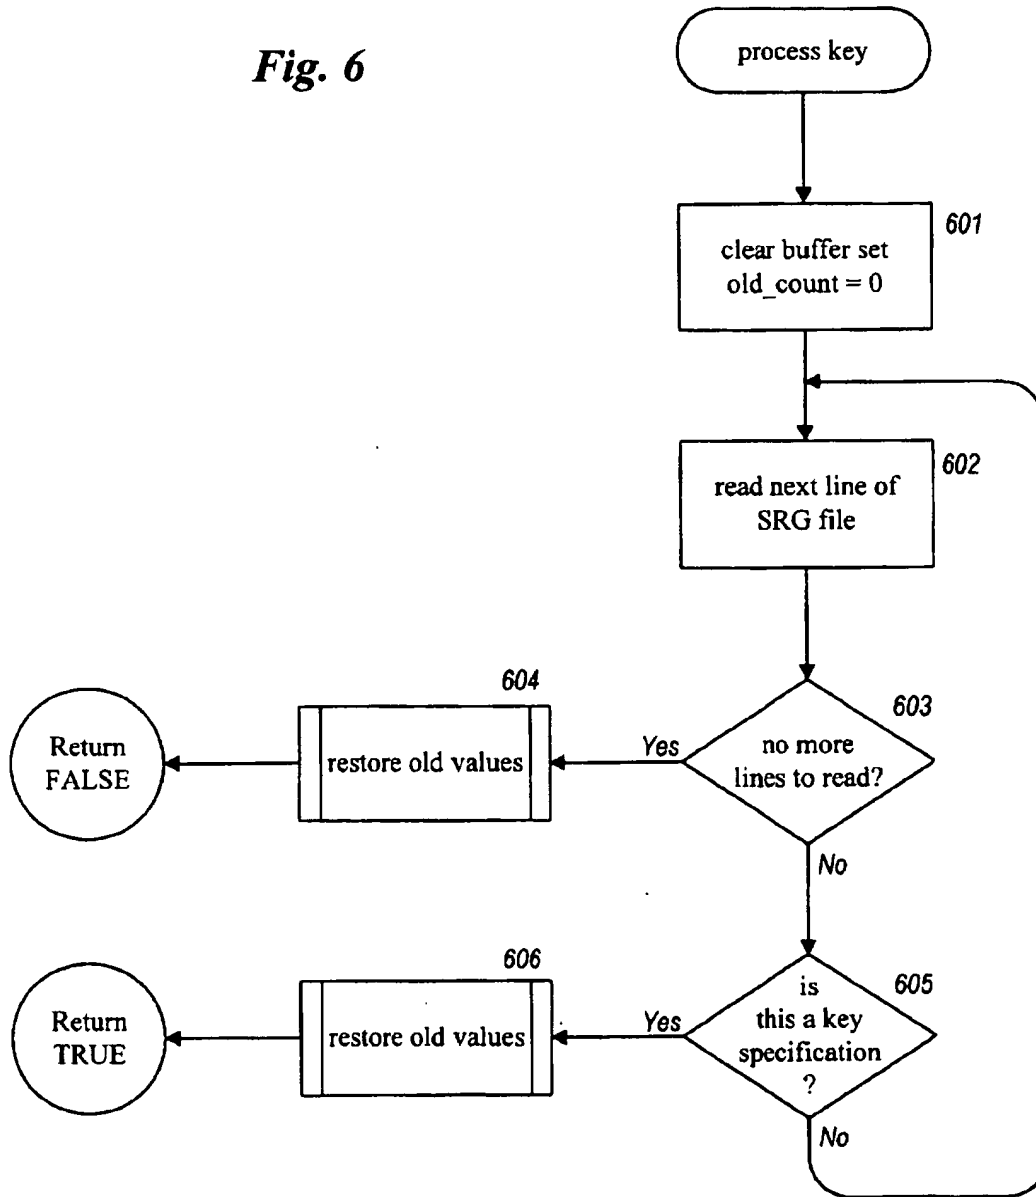 Fig. 6
process key
601
clear buffer set
old_count = 0
602
read next line of
SRG file
603
no more
lines to read?
Yes
604
restore old values
Return
FALSE
No
605
is
this a key
specification
?
Yes
606
restore old values
Return
TRUE
No